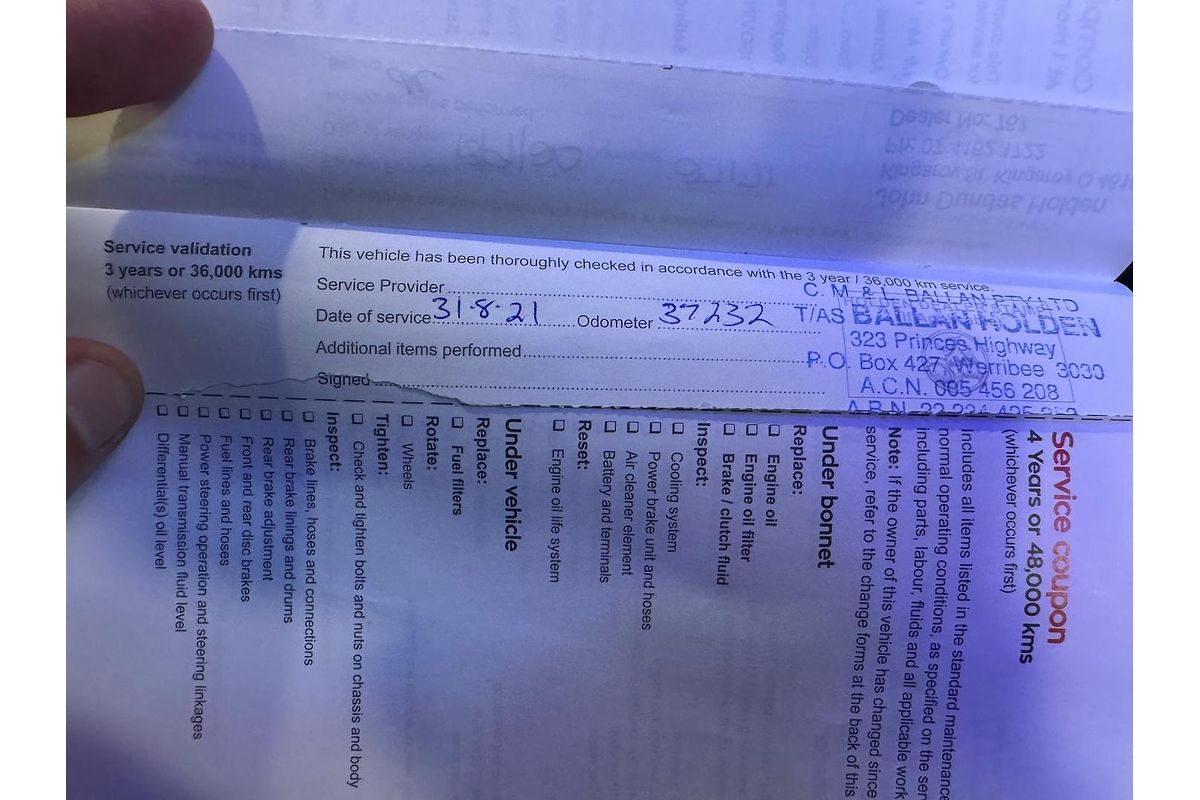 Dealer No: 787
Kingaroy St, Kingaroy Q
John Dundas Holden
Service validation
3 years or 36,000 kms
(whichever occurs first)
This vehicle has been thoroughly checked in accordance with the 3 year / 36,000 km service.
Service Provider
Date of service 31-8-21 Odometer 37232
Additional items performed
Signed
C. M. & L. BALLAN PTY LTD
T/AS BALLAN HOLDEN
323 Princes Highway
P.O. Box 427, Werribee 3030
A.C.N. 005 456 208
A.B.N. 22 224 425
Service coupon
4 Years or 48,000 kms
(whichever occurs first)
Includes all items listed in the standard maintenance
normal operating conditions, as specified on the ser
including parts, labour, fluids and all applicable work
Note: If the owner of this vehicle has changed since
service, refer to the change forms at the back of this
Under bonnet
Replace:
Engine oil
Engine oil filter
Brake / clutch fluid
Inspect:
Cooling system
Power brake unit and hoses
Air cleaner element
Battery and terminals
Reset:
Engine oil life system
Under vehicle
Replace:
Fuel filters
Rotate:
Wheels
Tighten:
Check and tighten bolts and nuts on chassis and body
Inspect:
Brake lines, hoses and connections
Rear brake linings and drums
Rear brake adjustment
Front and rear disc brakes
Fuel lines and hoses
Power steering operation and steering linkages
Manual transmission fluid level
Differential(s) oil level